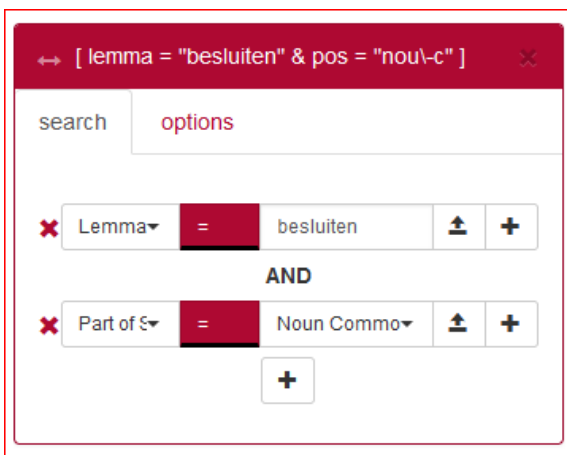 [ lemma = "besluiten" & pos = "nou\-c" ]
search options
Lemma = besluiten
AND
Part of S = Noun Commo